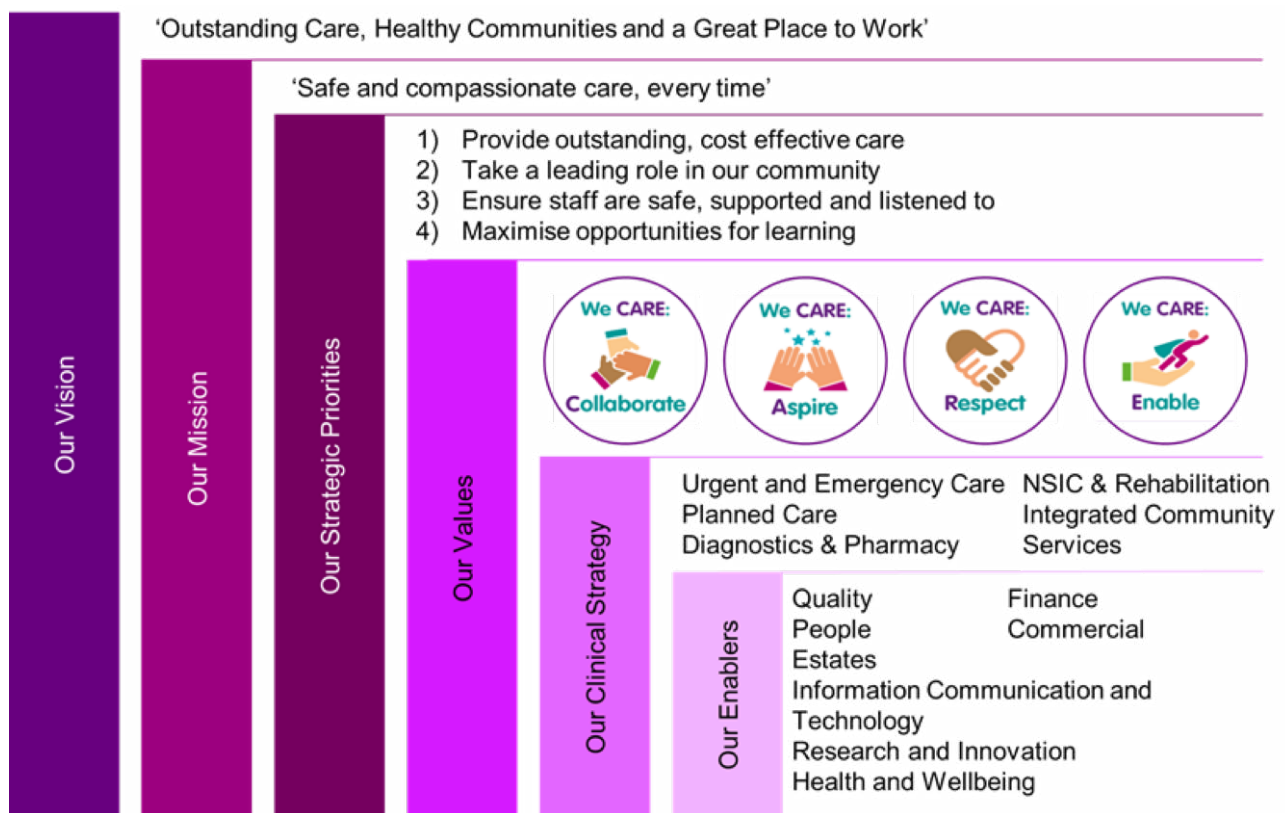 ‘Outstanding Care, Healthy Communities and a Great Place to Work’
Our Vision
‘Safe and compassionate care, every time’
Our Mission
1) Provide outstanding, cost effective care
2) Take a leading role in our community
3) Ensure staff are safe, supported and listened to
4) Maximise opportunities for learning
Our Strategic Priorities
We CARE:
Collaborate
We CARE:
Aspire
We CARE:
Respect
We CARE:
Enable
Our Values
Urgent and Emergency Care
Planned Care
Diagnostics & Pharmacy
NSIC & Rehabilitation
Integrated Community
Services
Our Clinical Strategy
Quality
People
Estates
Information Communication and
Technology
Research and Innovation
Health and Wellbeing
Finance
Commercial
Our Enablers